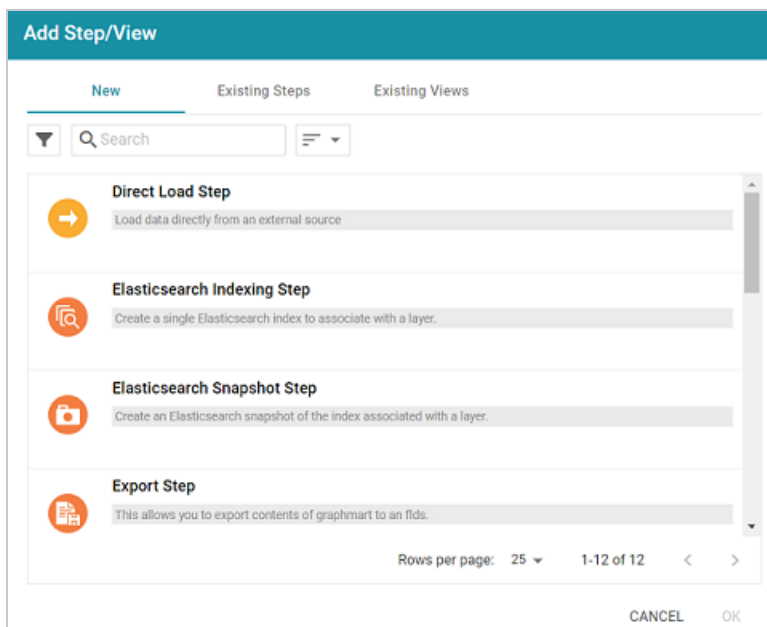 Add Step/View
New
Existing Steps
Existing Views
Search
Direct Load Step
Load data directly from an external source
Elasticsearch Indexing Step
Create a single Elasticsearch index to associate with a layer.
Elasticsearch Snapshot Step
Create an Elasticsearch snapshot of the index associated with a layer.
Export Step
This allows you to export contents of graphmart to an flds.
Rows per page: 25 1-12 of 12
CANCEL OK